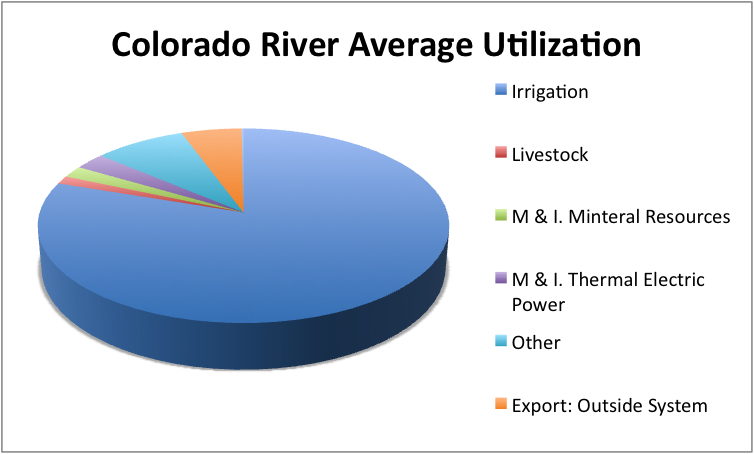 Colorado River Average Utilization
Irrigation
Livestock
M & I. Minteral Resources
M & I. Thermal Electric
Power
Other
Export: Outside System